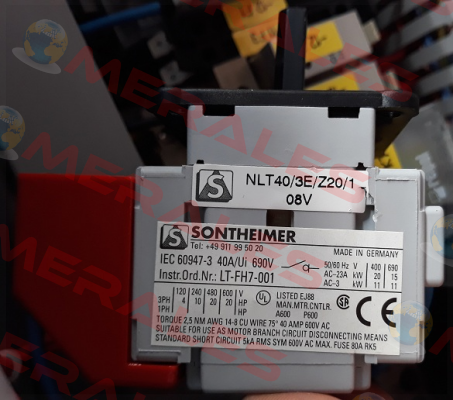 NLT40/3E/Z20/1
08V
SONTHEIMER
Tel: +49 911 99 50 20
MADE IN GERMANY
IEC 60947-3 40A/Ui 690V
50/60 Hz V 400 690
AC-23A kW 20 15
AC-3 kW 11 11
Instr.Ord.Nr.: LT-FH7-001
120 240 480 600 V
3PH 4 10 20 20 HP
1PH HP
LISTED EJ88
MAN.MTR.CNTLR.
A600 P600
TORQUE 2,5 NM AWG 14-8 CU WIRE 75° 40 AMP 600V AC
SUITABLE FOR USE AS MOTOR BRANCH CIRCUIT DISCONNECTING MEANS
STANDARD SHORT CIRCUIT 5kA RMS SYM 600V AC MAX. FUSE 80A RK5
MERALES